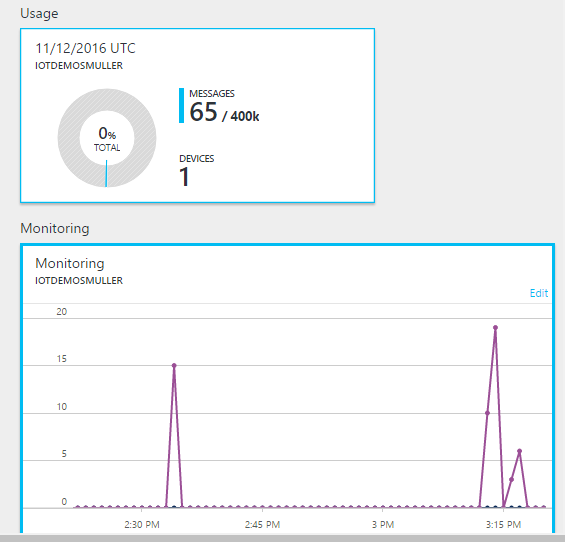 Usage
11/12/2016 UTC
IOTDEMOSMULLER
MESSAGES
65 / 400k
0%
TOTAL
DEVICES
1
Monitoring
Monitoring
IOTDEMOSMULLER
Edit
20
15
10
5
0
2:30 PM 2:45 PM 3 PM 3:15 PM